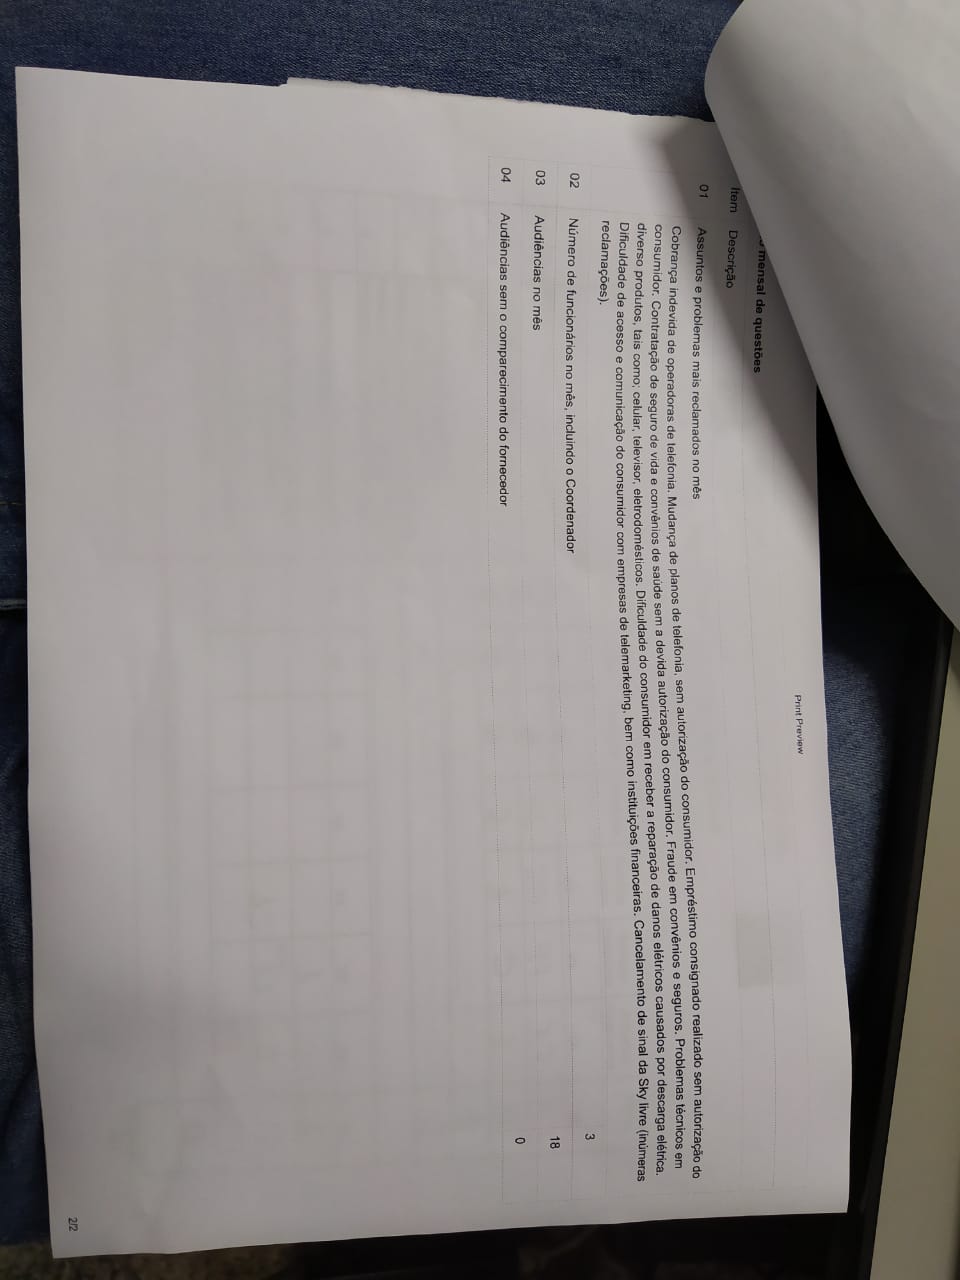 Print Preview
mensal de questões
Item Descrição
01 Assuntos e problemas mais reclamados no mês
Cobrança indevida de operadoras de telefonia. Mudança de planos de telefonia, sem autorização do consumidor. Empréstimo consignado realizado sem autorização do
consumidor. Contratação de seguro de vida e convênios de saúde sem a devida autorização do consumidor. Fraude em convênios e seguros. Problemas técnicos em
diverso produtos, tais como; celular, televisor, eletrodomésticos. Dificuldade do consumidor em receber a reparação de danos elétricos causados por descarga elétrica.
Dificuldade de acesso e comunicação do consumidor com empresas de telemarketing, bem como instituições financeiras. Cancelamento de sinal da Sky livre (inúmeras
reclamações).
02 Número de funcionários no mês, incluindo o Coordenador 3
03 Audiências no mês 18
04 Audiências sem o comparecimento do fornecedor 0
2/2